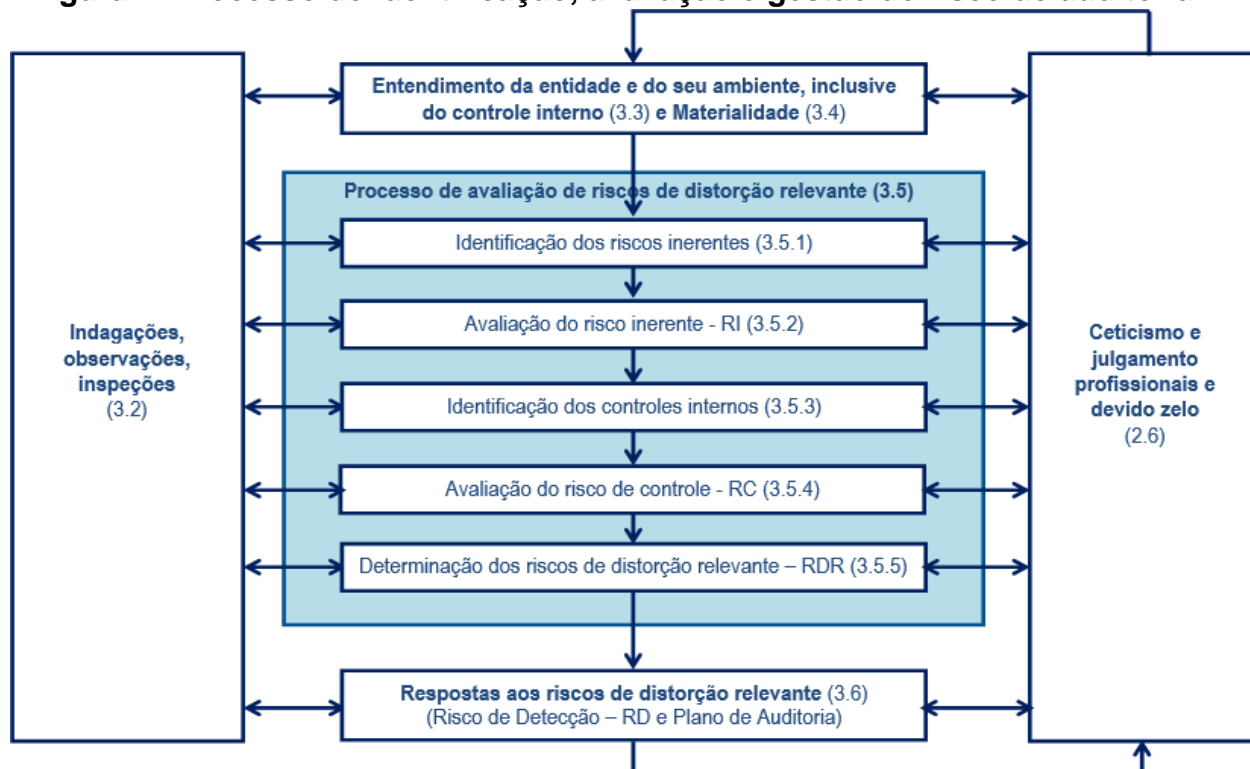 Entendimento da entidade e do seu ambiente, inclusive
do controle interno (3.3) e Materialidade (3.4)
Processo de avaliação de riscos de distorção relevante (3.5)
Identificação dos riscos inerentes (3.5.1)
Avaliação do risco inerente - RI (3.5.2)
Identificação dos controles internos (3.5.3)
Avaliação do risco de controle - RC (3.5.4)
Determinação dos riscos de distorção relevante – RDR (3.5.5)
Respostas aos riscos de distorção relevante (3.6)
(Risco de Detecção – RD e Plano de Auditoria)
Indagações,
observações,
inspeções
(3.2)
Ceticismo e
julgamento
profissionais e
devido zelo
(2.6)